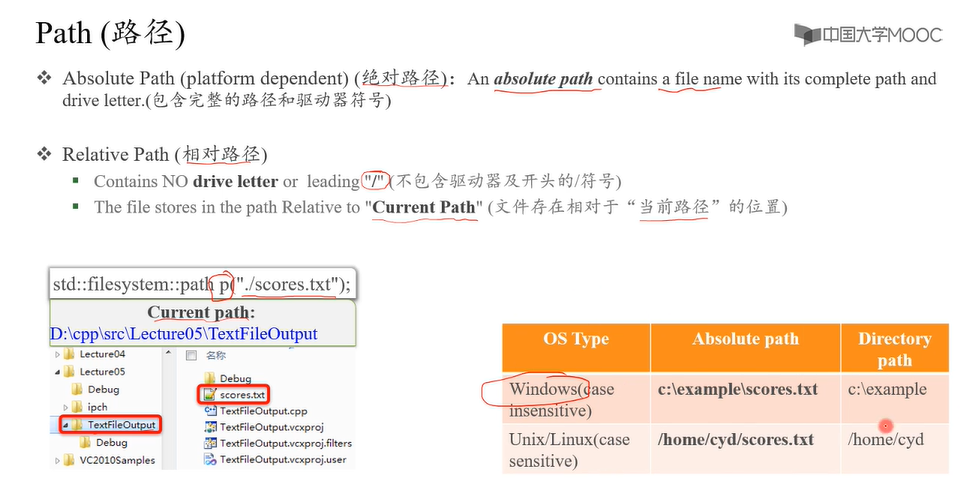 Path (路径)
中国大学MOOC
❖ Absolute Path (platform dependent) (绝对路径)：An absolute path contains a file name with its complete path and
drive letter.(包含完整的路径和驱动器符号)
❖ Relative Path (相对路径)
▪ Contains NO drive letter or leading "/" (不包含驱动器及开头的/符号)
▪ The file stores in the path Relative to "Current Path" (文件存在相对于“当前路径”的位置)
std::filesystem::path p("./scores.txt");
Current path:
D:\cpp\src\Lecture05\TextFileOutput
Lecture04
Lecture05
Debug
ipch
TextFileOutput
Debug
VC2010Samples
名称
Debug
scores.txt
TextFileOutput.cpp
TextFileOutput.vcxproj
TextFileOutput.vcxproj.filters
TextFileOutput.vcxproj.user
OS Type
Absolute path
Directory
path
Windows(case
insensitive)
c:\example\scores.txt
c:\example
Unix/Linux(case
sensitive)
/home/cyd/scores.txt
/home/cyd